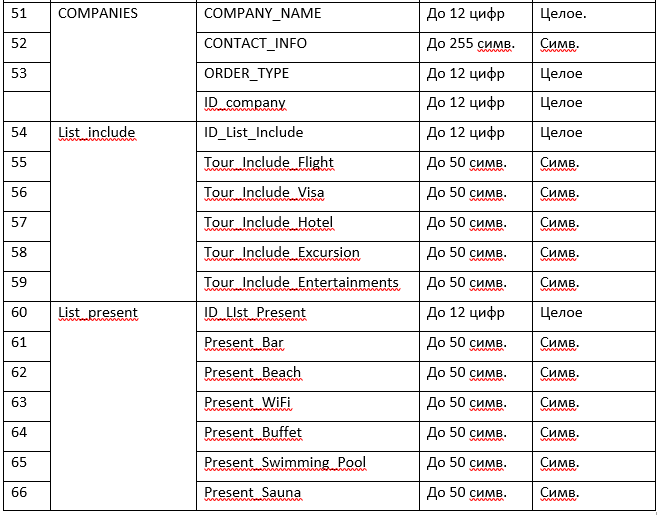 51 COMPANIES COMPANY_NAME До 12 цифр Целое.
52 CONTACT_INFO До 255 симв. Симв.
53 ORDER_TYPE До 12 цифр Целое
ID_company До 12 цифр Целое
54 List_include ID_List_Include До 12 цифр Целое
55 Tour_Include_Flight До 50 симв. Симв.
56 Tour_Include_Visa До 50 симв. Симв.
57 Tour_Include_Hotel До 50 симв. Симв.
58 Tour_Include_Excursion До 50 симв. Симв.
59 Tour_Include_Entertainments До 50 симв. Симв.
60 List_present ID_LIst_Present До 12 цифр Целое
61 Present_Bar До 50 симв. Симв.
62 Present_Beach До 50 симв. Симв.
63 Present_WiFi До 50 симв. Симв.
64 Present_Buffet До 50 симв. Симв.
65 Present_Swimming_Pool До 50 симв. Симв.
66 Present_Sauna До 50 симв. Симв.